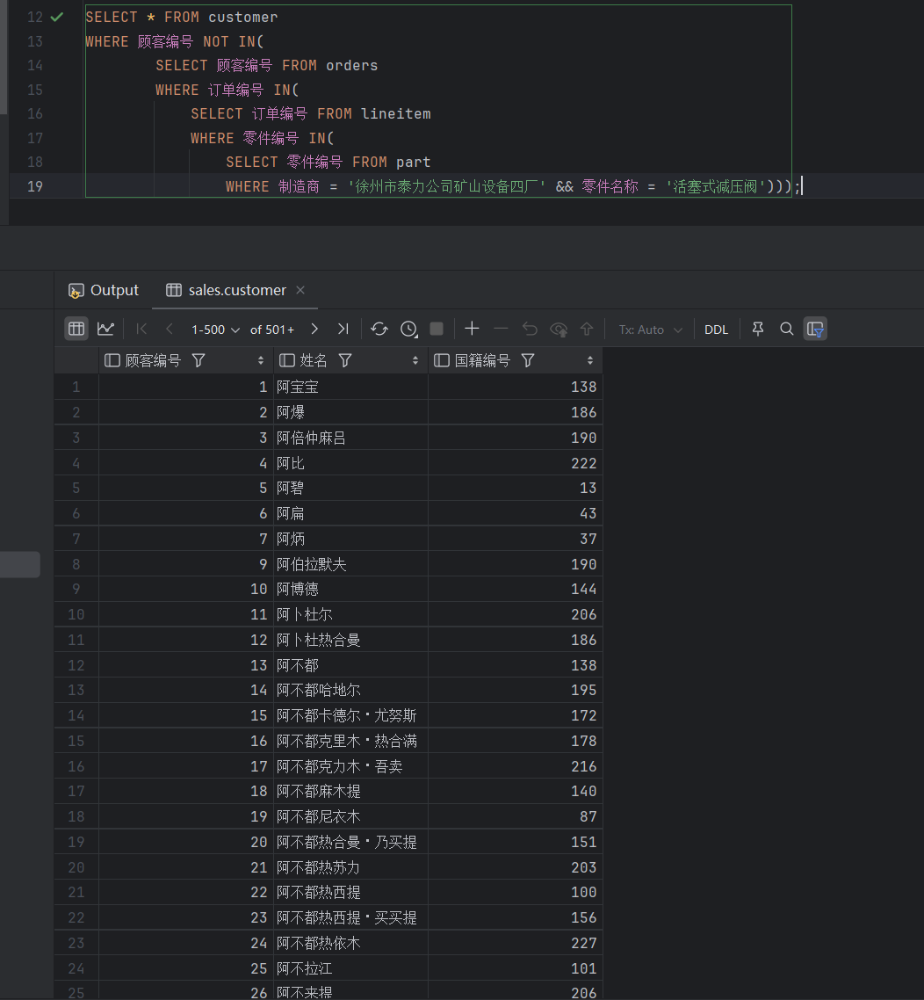 12 SELECT * FROM customer
13 WHERE 顾客编号 NOT IN(
14 SELECT 顾客编号 FROM orders
15 WHERE 订单编号 IN(
16 SELECT 订单编号 FROM lineitem
17 WHERE 零件编号 IN(
18 SELECT 零件编号 FROM part
19 WHERE 制造商 = '徐州市泰力公司矿山设备四厂' && 零件名称 = '活塞式减压阀')));
Output sales.customer
1-500 of 501+ Tx: Auto DDL
顾客编号 姓名 国籍编号
1 1 阿宝宝 138
2 2 阿爆 186
3 3 阿倍仲麻吕 190
4 4 阿比 222
5 5 阿碧 13
6 6 阿扁 43
7 7 阿炳 37
8 9 阿伯拉默夫 190
9 10 阿博德 144
10 11 阿卜杜尔 206
11 12 阿卜杜热合曼 186
12 13 阿不都 138
13 14 阿不都哈地尔 195
14 15 阿不都卡德尔·尤努斯 172
15 16 阿不都克里木·热合满 178
16 17 阿不都克力木·吾卖 216
17 18 阿不都麻木提 140
18 19 阿不都尼衣木 87
19 20 阿不都热合曼·乃买提 151
20 21 阿不都热苏力 203
21 22 阿不都热西提 100
22 23 阿不都热西提·买买提 156
23 24 阿不都热依木 227
24 25 阿不拉江 101
25 26 阿不来提 206